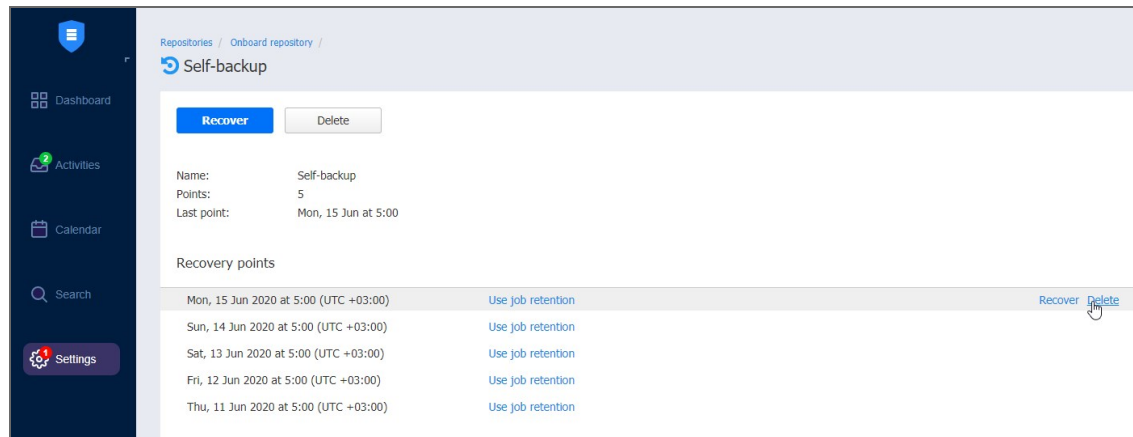 Repositories / Onboard repository /
Self-backup
Dashboard
Recover Delete
2
Activities
Name: Self-backup
Points: 5
Last point: Mon, 15 Jun at 5:00
Calendar
Recovery points
Search
Mon, 15 Jun 2020 at 5:00 (UTC +03:00) Use job retention Recover Delete
Sun, 14 Jun 2020 at 5:00 (UTC +03:00) Use job retention
1
Settings
Sat, 13 Jun 2020 at 5:00 (UTC +03:00) Use job retention
Fri, 12 Jun 2020 at 5:00 (UTC +03:00) Use job retention
Thu, 11 Jun 2020 at 5:00 (UTC +03:00) Use job retention